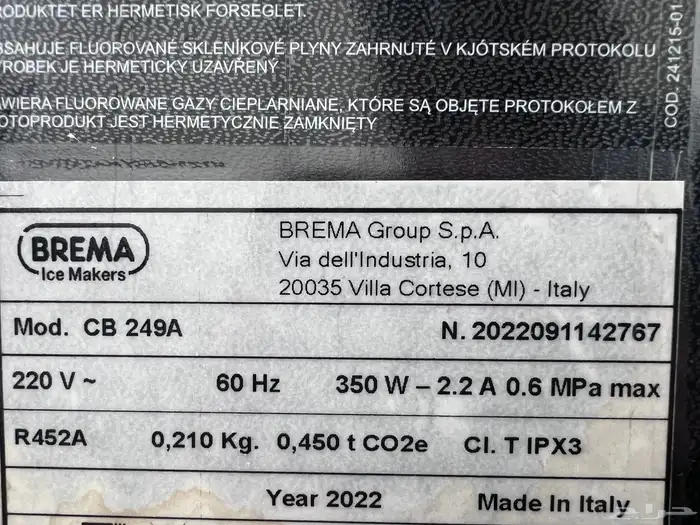 PRODUKTET ER HERMETISK FORSEGLET.
OBSAHUJE FLUOROVANÉ SKLENÍKOVÉ PLYNY ZAHRNUTÉ V KJÓTSKÉM PROTOKOLU
VÝROBEK JE HERMETICKY UZAVŘENÝ
ZAWIERA FLUOROWANE GAZY CIEPLARNIANE, KTÓRE SĄ OBJĘTE PROTOKOŁEM Z
KIOTOPRODUKT JEST HERMETYCZNIE ZAMKNIĘTY
COD. 241215-01
BREMA
Ice Makers
BREMA Group S.p.A.
Via dell'Industria, 10
20035 Villa Cortese (MI) - Italy
Mod. CB 249A N. 2022091142767
220 V ~ 60 Hz 350 W – 2.2 A 0.6 MPa max
R452A 0,210 Kg. 0,450 t CO2e Cl. T IPX3
Year 2022 Made In Italy
حراج